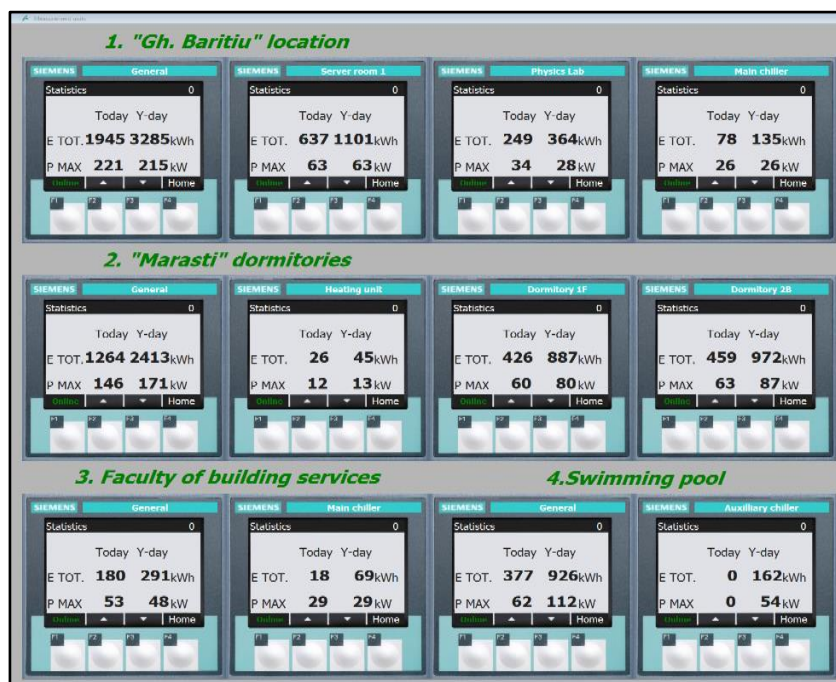 Measurement units
1. "Gh. Baritiu" location
SIEMENS General
Statistics 0
Today Y-day
E TOT. 1945 3285 kWh
P MAX 221 215 kW
Online Home
F1 F2 F3 F4
SIEMENS Server room 1
Statistics 0
Today Y-day
E TOT. 637 1101 kWh
P MAX 63 63 kW
Online Home
F1 F2 F3 F4
SIEMENS Physics Lab
Statistics 0
Today Y-day
E TOT. 249 364 kWh
P MAX 34 28 kW
Online Home
F1 F2 F3 F4
SIEMENS Main chiller
Statistics 0
Today Y-day
E TOT. 78 135 kWh
P MAX 26 26 kW
Online Home
F1 F2 F3 F4
2. "Marasti" dormitories
SIEMENS General
Statistics 0
Today Y-day
E TOT. 1264 2413 kWh
P MAX 146 171 kW
Online Home
F1 F2 F3 F4
SIEMENS Heating unit
Statistics 0
Today Y-day
E TOT. 26 45 kWh
P MAX 12 13 kW
Online Home
F1 F2 F3 F4
SIEMENS Dormitory 1F
Statistics 0
Today Y-day
E TOT. 426 887 kWh
P MAX 60 80 kW
Online Home
F1 F2 F3 F4
SIEMENS Dormitory 2B
Statistics 0
Today Y-day
E TOT. 459 972 kWh
P MAX 63 87 kW
Online Home
F1 F2 F3 F4
3. Faculty of building services
SIEMENS General
Statistics 0
Today Y-day
E TOT. 180 291 kWh
P MAX 53 48 kW
Online Home
F1 F2 F3 F4
SIEMENS Main chiller
Statistics 0
Today Y-day
E TOT. 18 69 kWh
P MAX 29 29 kW
Online Home
F1 F2 F3 F4
4.Swimming pool
SIEMENS General
Statistics 0
Today Y-day
E TOT. 377 926 kWh
P MAX 62 112 kW
Online Home
F1 F2 F3 F4
SIEMENS Auxiliary chiller
Statistics 0
Today Y-day
E TOT. 0 162 kWh
P MAX 0 54 kW
Online Home
F1 F2 F3 F4